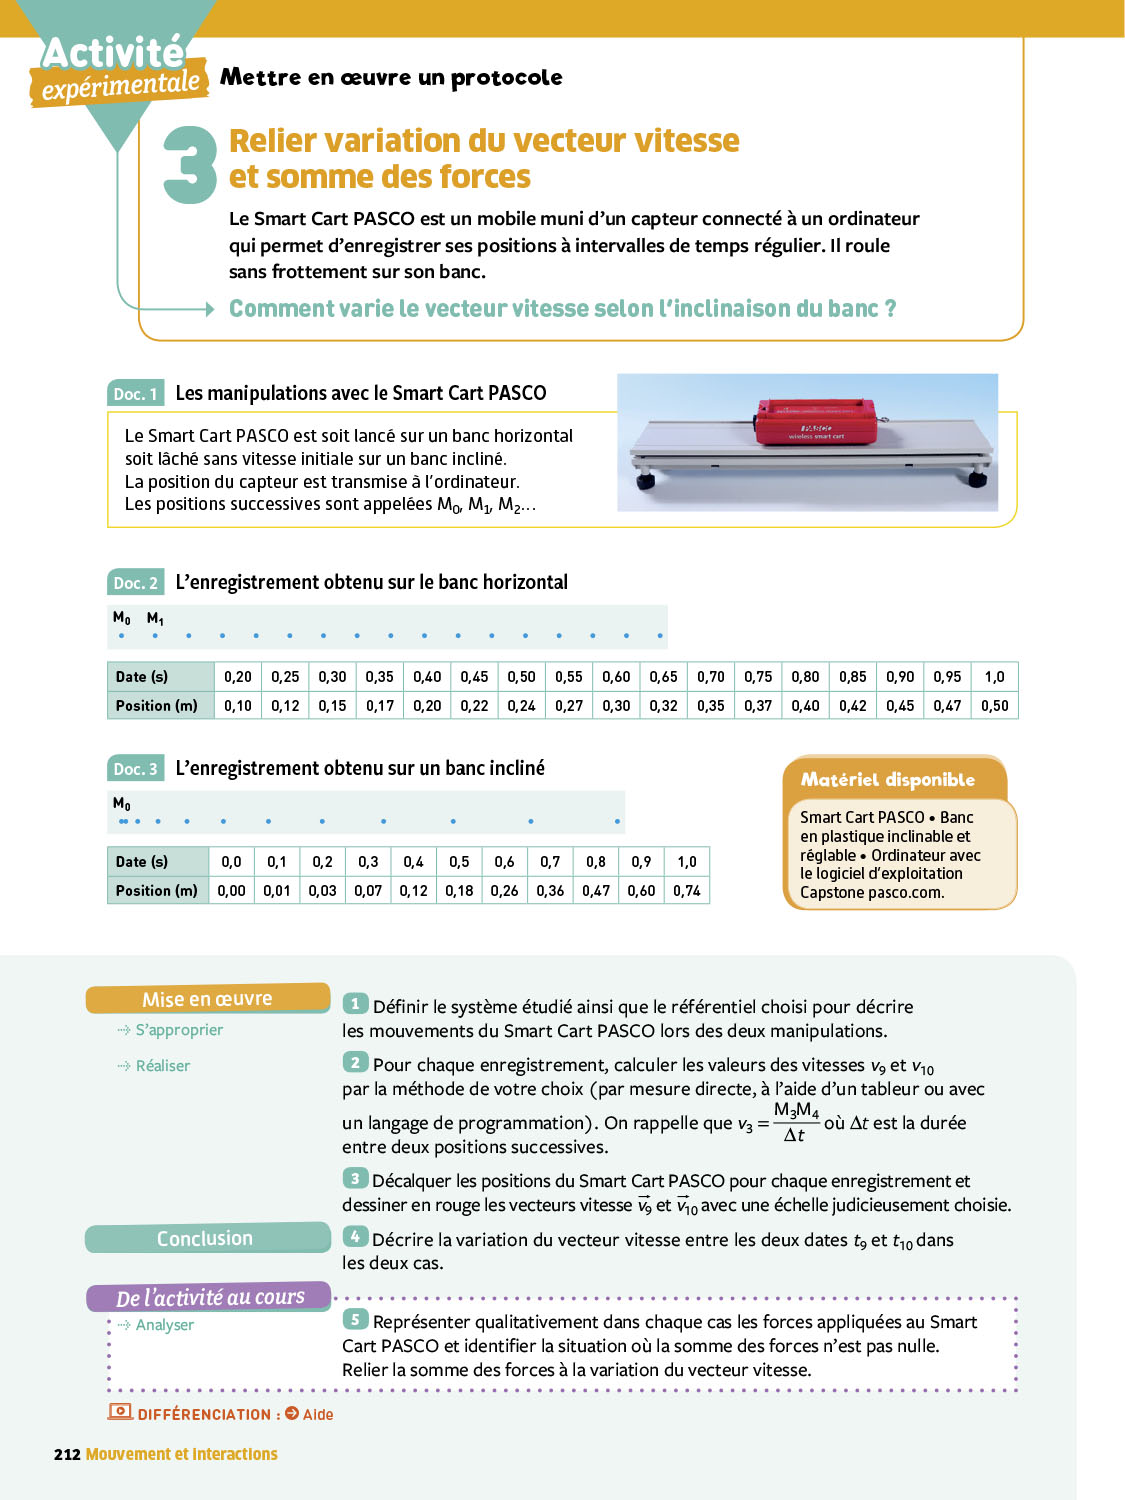 Activité
expérimentale
Mettre en œuvre un protocole
3
Relier variation du vecteur vitesse
et somme des forces
Le Smart Cart PASCO est un mobile muni d'un capteur connecté à un ordinateur
qui permet d'enregistrer ses positions à intervalles de temps régulier. Il roule
sans frottement sur son banc.
Comment varie le vecteur vitesse selon l'inclinaison du banc ?
Doc. 1 Les manipulations avec le Smart Cart PASCO
Le Smart Cart PASCO est soit lancé sur un banc horizontal
soit lâché sans vitesse initiale sur un banc incliné.
La position du capteur est transmise à l'ordinateur.
Les positions successives sont appelées M₀, M₁, M₂...
PASCO
wireless smart cart
Doc. 2 L'enregistrement obtenu sur le banc horizontal
M₀ M₁
Date (s) 0,20 0,25 0,30 0,35 0,40 0,45 0,50 0,55 0,60 0,65 0,70 0,75 0,80 0,85 0,90 0,95 1,0
Position (m) 0,10 0,12 0,15 0,17 0,20 0,22 0,24 0,27 0,30 0,32 0,35 0,37 0,40 0,42 0,45 0,47 0,50
Doc. 3 L'enregistrement obtenu sur un banc incliné
M₀
Date (s) 0,0 0,1 0,2 0,3 0,4 0,5 0,6 0,7 0,8 0,9 1,0
Position (m) 0,00 0,01 0,03 0,07 0,12 0,18 0,26 0,36 0,47 0,60 0,74
Matériel disponible
Smart Cart PASCO • Banc
en plastique inclinable et
réglable • Ordinateur avec
le logiciel d'exploitation
Capstone pasco.com.
Mise en œuvre
S'approprier
1 Définir le système étudié ainsi que le référentiel choisi pour décrire
les mouvements du Smart Cart PASCO lors des deux manipulations.
Réaliser
2 Pour chaque enregistrement, calculer les valeurs des vitesses v₉ et v₁₀
par la méthode de votre choix (par mesure directe, à l'aide d'un tableur ou avec
un langage de programmation). On rappelle que v₃ = M₃M₄/Δt où Δt est la durée
entre deux positions successives.
3 Décalquer les positions du Smart Cart PASCO pour chaque enregistrement et
dessiner en rouge les vecteurs vitesse v⃗₉ et v⃗₁₀ avec une échelle judicieusement choisie.
Conclusion
4 Décrire la variation du vecteur vitesse entre les deux dates t₉ et t₁₀ dans
les deux cas.
De l'activité au cours
Analyser
5 Représenter qualitativement dans chaque cas les forces appliquées au Smart
Cart PASCO et identifier la situation où la somme des forces n'est pas nulle.
Relier la somme des forces à la variation du vecteur vitesse.
DIFFÉRENCIATION : Aide
212 Mouvement et interactions